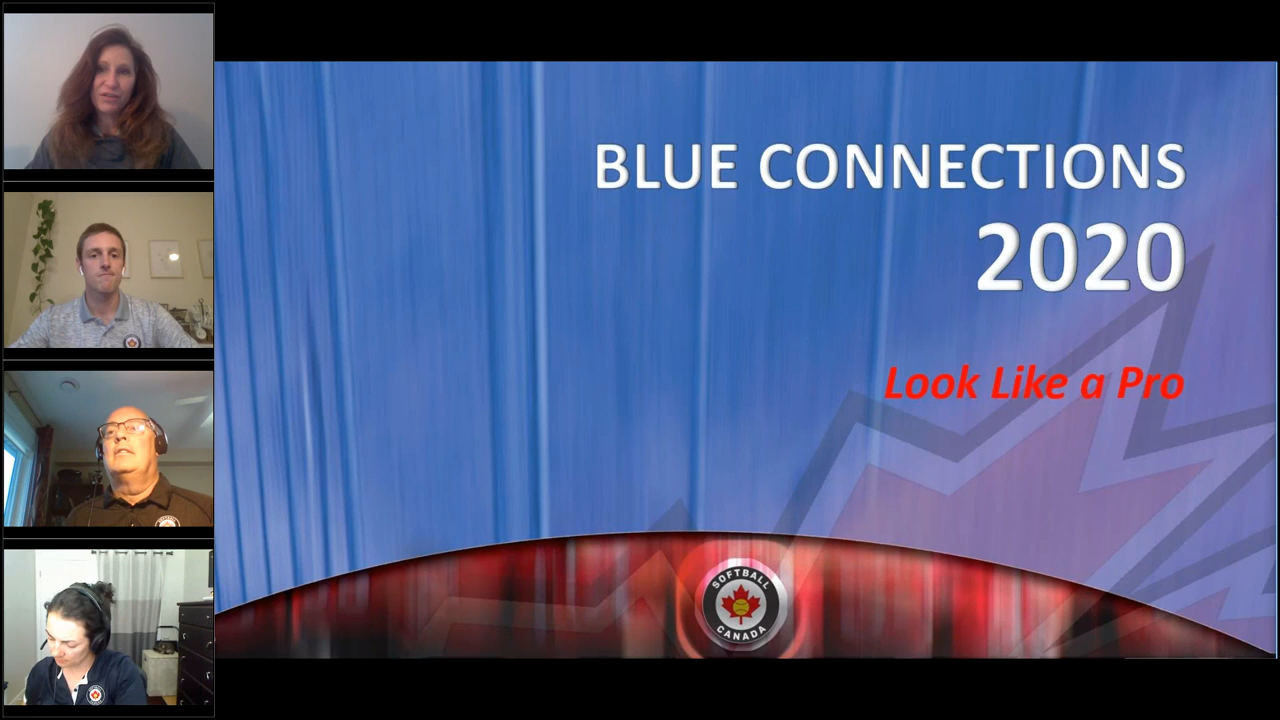 BLUE CONNECTIONS
2020
Look Like a Pro
SOFTBALL
CANADA